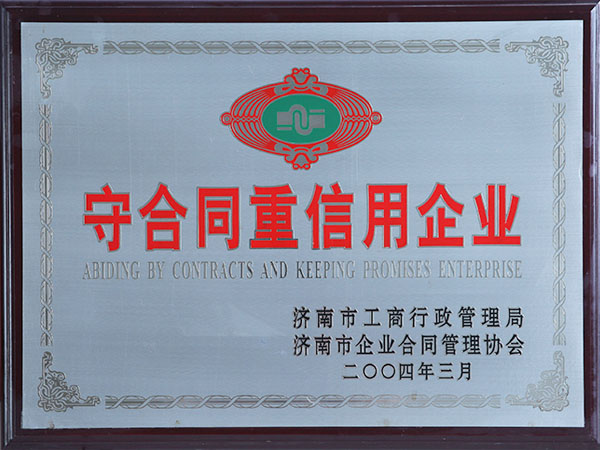 守合同重信用企业
ABIDING BY CONTRACTS AND KEEPING PROMISES ENTERPRISE
济南市工商行政管理局
济南市企业合同管理协会
二〇〇四年三月